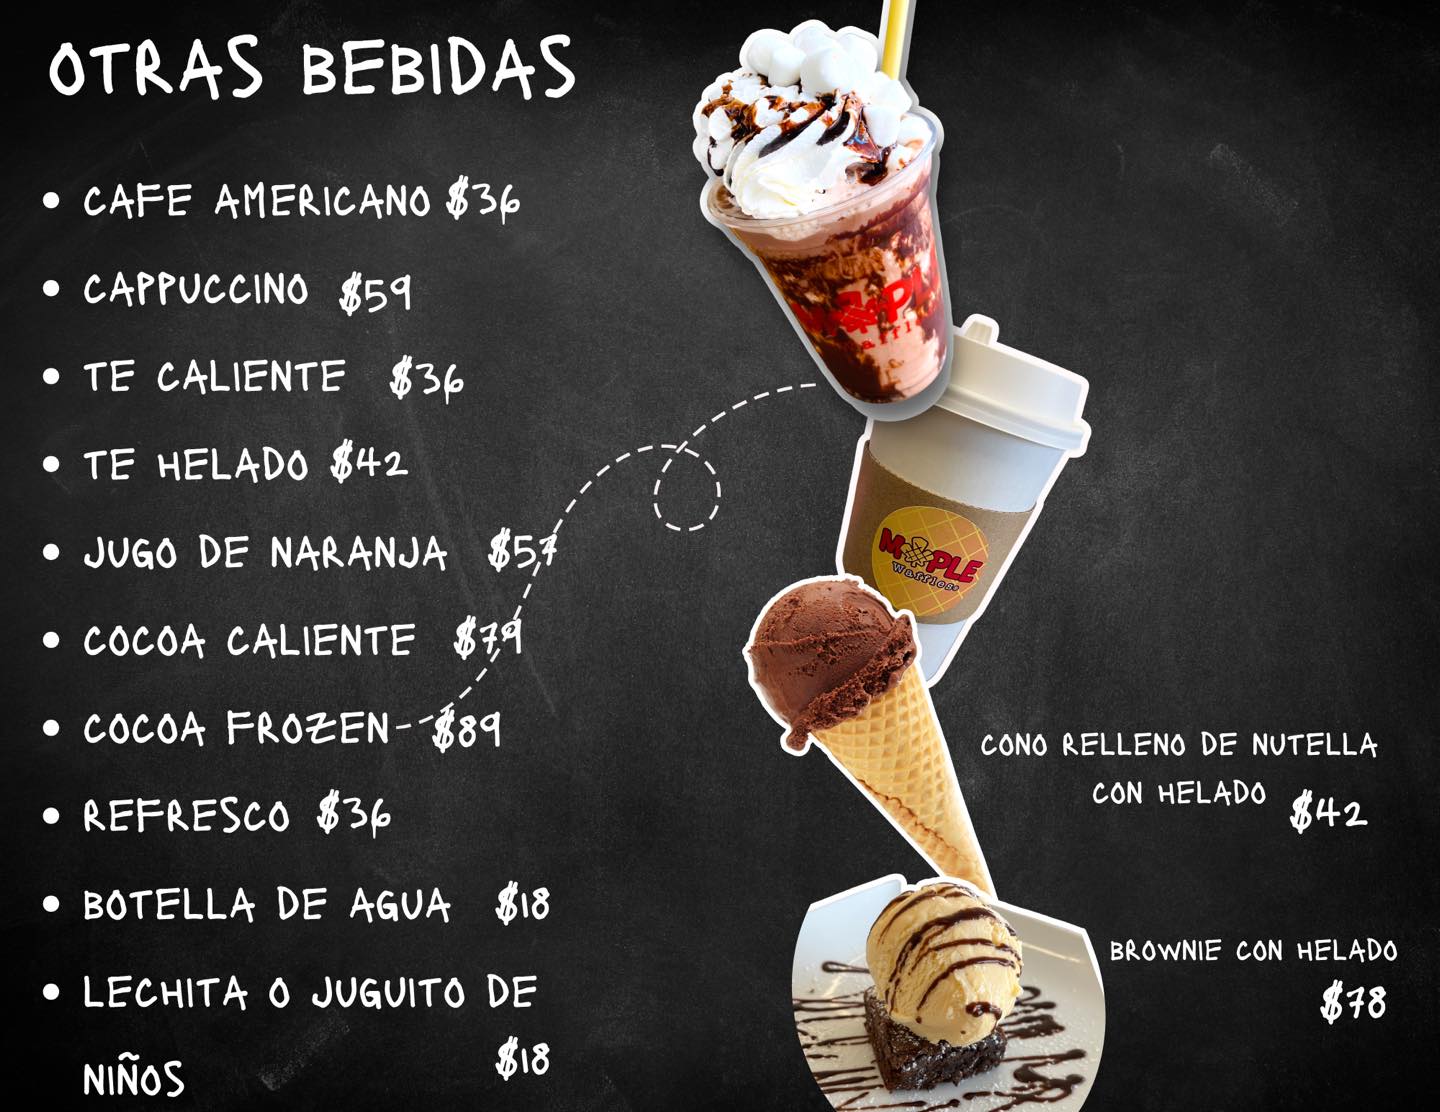 OTRAS BEBIDAS
• CAFE AMERICANO $36
• CAPPUCCINO $59
• TE CALIENTE $36
• TE HELADO $42
• JUGO DE NARANJA $57
• COCOA CALIENTE $79
• COCOA FROZEN $89
• REFRESCO $36
• BOTELLA DE AGUA $18
• LECHITA O JUGUITO DE
NIÑOS $18
MAPLE
Waffles
CONO RELLENO DE NUTELLA
CON HELADO $42
BROWNIE CON HELADO
$78